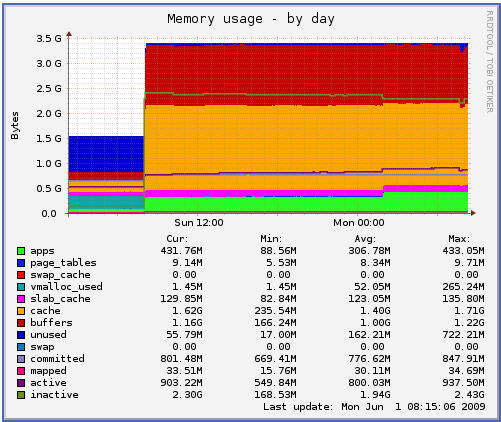 Memory usage - by day
RRDTOOL / TOBI OETIKER
Bytes
3.5 G
3.0 G
2.5 G
2.0 G
1.5 G
1.0 G
0.5 G
0.0
Sun 12:00 Mon 00:00
Cur: Min: Avg: Max:
apps 431.76M 88.56M 306.78M 433.05M
page_tables 9.14M 5.53M 8.34M 9.71M
swap_cache 0.00 0.00 0.00 0.00
vmalloc_used 1.45M 1.45M 52.05M 265.24M
slab_cache 129.85M 82.84M 123.05M 135.80M
cache 1.62G 235.54M 1.40G 1.71G
buffers 1.16G 166.24M 1.00G 1.22G
unused 55.79M 17.00M 162.21M 722.21M
swap 0.00 0.00 0.00 0.00
committed 801.48M 669.41M 776.62M 847.91M
mapped 33.51M 15.76M 30.11M 34.69M
active 903.22M 549.84M 800.03M 937.50M
inactive 2.30G 168.53M 1.94G 2.43G
Last update: Mon Jun 1 08:15:06 2009